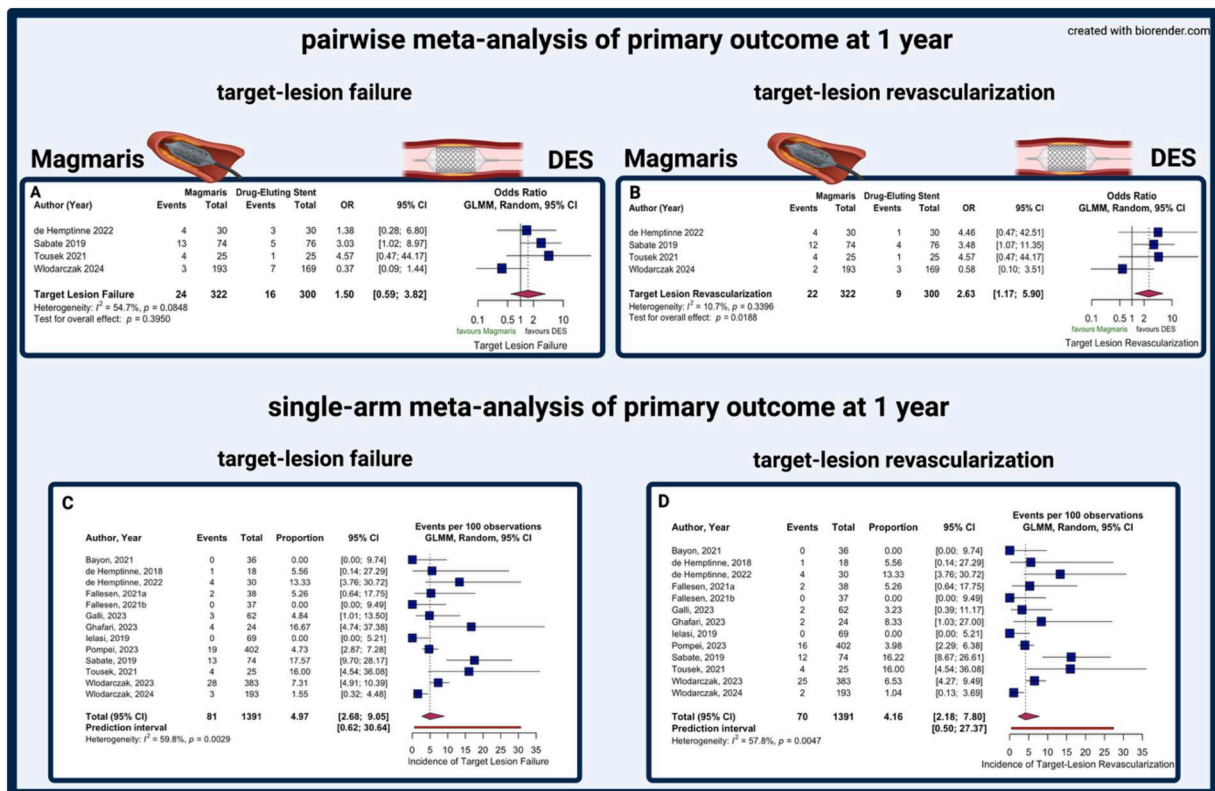 pairwise meta-analysis of primary outcome at 1 year
created with biorender.com
target-lesion failure
Magmaris
DES
A
Magmaris Drug-Eluting Stent Odds Ratio
Author (Year) Events Total Events Total OR 95% CI GLMM, Random, 95% CI
de Hemptinne 2022 4 30 3 30 1.38 [0.28; 6.80]
Sabate 2019 13 74 5 76 3.03 [1.02; 8.97]
Tousek 2021 4 25 1 25 4.57 [0.47; 44.17]
Wlodarczak 2024 3 193 7 169 0.37 [0.09; 1.44]
Target Lesion Failure 24 322 16 300 1.50 [0.59; 3.82]
Heterogeneity: I² = 54.7%, p = 0.0848
Test for overall effect: p = 0.3950
0.1 0.5 1 2 10
favours Magmaris favours DES
Target Lesion Failure
target-lesion revascularization
Magmaris
DES
B
Magmaris Drug-Eluting Stent Odds Ratio
Author (Year) Events Total Events Total OR 95% CI GLMM, Random, 95% CI
de Hemptinne 2022 4 30 1 30 4.46 [0.47; 42.51]
Sabate 2019 12 74 4 76 3.48 [1.07; 11.35]
Tousek 2021 4 25 1 25 4.57 [0.47; 44.17]
Wlodarczak 2024 2 193 3 169 0.58 [0.10; 3.51]
Target Lesion Revascularization 22 322 9 300 2.63 [1.17; 5.90]
Heterogeneity: I² = 10.7%, p = 0.3396
Test for overall effect: p = 0.0188
0.1 0.5 1 2 10
favours Magmaris favours DES
Target Lesion Revascularization
single-arm meta-analysis of primary outcome at 1 year
target-lesion failure
C
Events per 100 observations
Author, Year Events Total Proportion 95% CI GLMM, Random, 95% CI
Bayon, 2021 0 36 0.00 [0.00; 9.74]
de Hemptinne, 2018 1 18 5.56 [0.14; 27.29]
de Hemptinne, 2022 4 30 13.33 [3.76; 30.72]
Fallesen, 2021a 2 38 5.26 [0.64; 17.75]
Fallesen, 2021b 0 37 0.00 [0.00; 9.49]
Galli, 2023 3 62 4.84 [1.01; 13.50]
Ghafari, 2023 4 24 16.67 [4.74; 37.38]
Ielasi, 2019 0 69 0.00 [0.00; 5.21]
Pompei, 2023 19 402 4.73 [2.87; 7.28]
Sabate, 2019 13 74 17.57 [9.70; 28.17]
Tousek, 2021 4 25 16.00 [4.54; 36.08]
Wlodarczak, 2023 28 383 7.31 [4.91; 10.39]
Wlodarczak, 2024 3 193 1.55 [0.32; 4.48]
Total (95% CI) 81 1391 4.97 [2.68; 9.05]
Prediction interval [0.62; 30.64]
Heterogeneity: I² = 59.8%, p = 0.0029
0 5 10 15 20 25 30 35
Incidence of Target Lesion Failure
target-lesion revascularization
D
Events per 100 observations
Author, Year Events Total Proportion 95% CI GLMM, Random, 95% CI
Bayon, 2021 0 36 0.00 [0.00; 9.74]
de Hemptinne, 2018 1 18 5.56 [0.14; 27.29]
de Hemptinne, 2022 4 30 13.33 [3.76; 30.72]
Fallesen, 2021a 2 38 5.26 [0.64; 17.75]
Fallesen, 2021b 0 37 0.00 [0.00; 9.49]
Galli, 2023 2 62 3.23 [0.39; 11.17]
Ghafari, 2023 2 24 8.33 [1.03; 27.00]
Ielasi, 2019 0 69 0.00 [0.00; 5.21]
Pompei, 2023 16 402 3.98 [2.29; 6.38]
Sabate, 2019 12 74 16.22 [8.67; 26.61]
Tousek, 2021 4 25 16.00 [4.54; 36.08]
Wlodarczak, 2023 25 383 6.53 [4.27; 9.49]
Wlodarczak, 2024 2 193 1.04 [0.13; 3.69]
Total (95% CI) 70 1391 4.16 [2.18; 7.80]
Prediction interval [0.50; 27.37]
Heterogeneity: I² = 57.8%, p = 0.0047
0 5 10 15 20 25 30 35
Incidence of Target-Lesion Revascularization